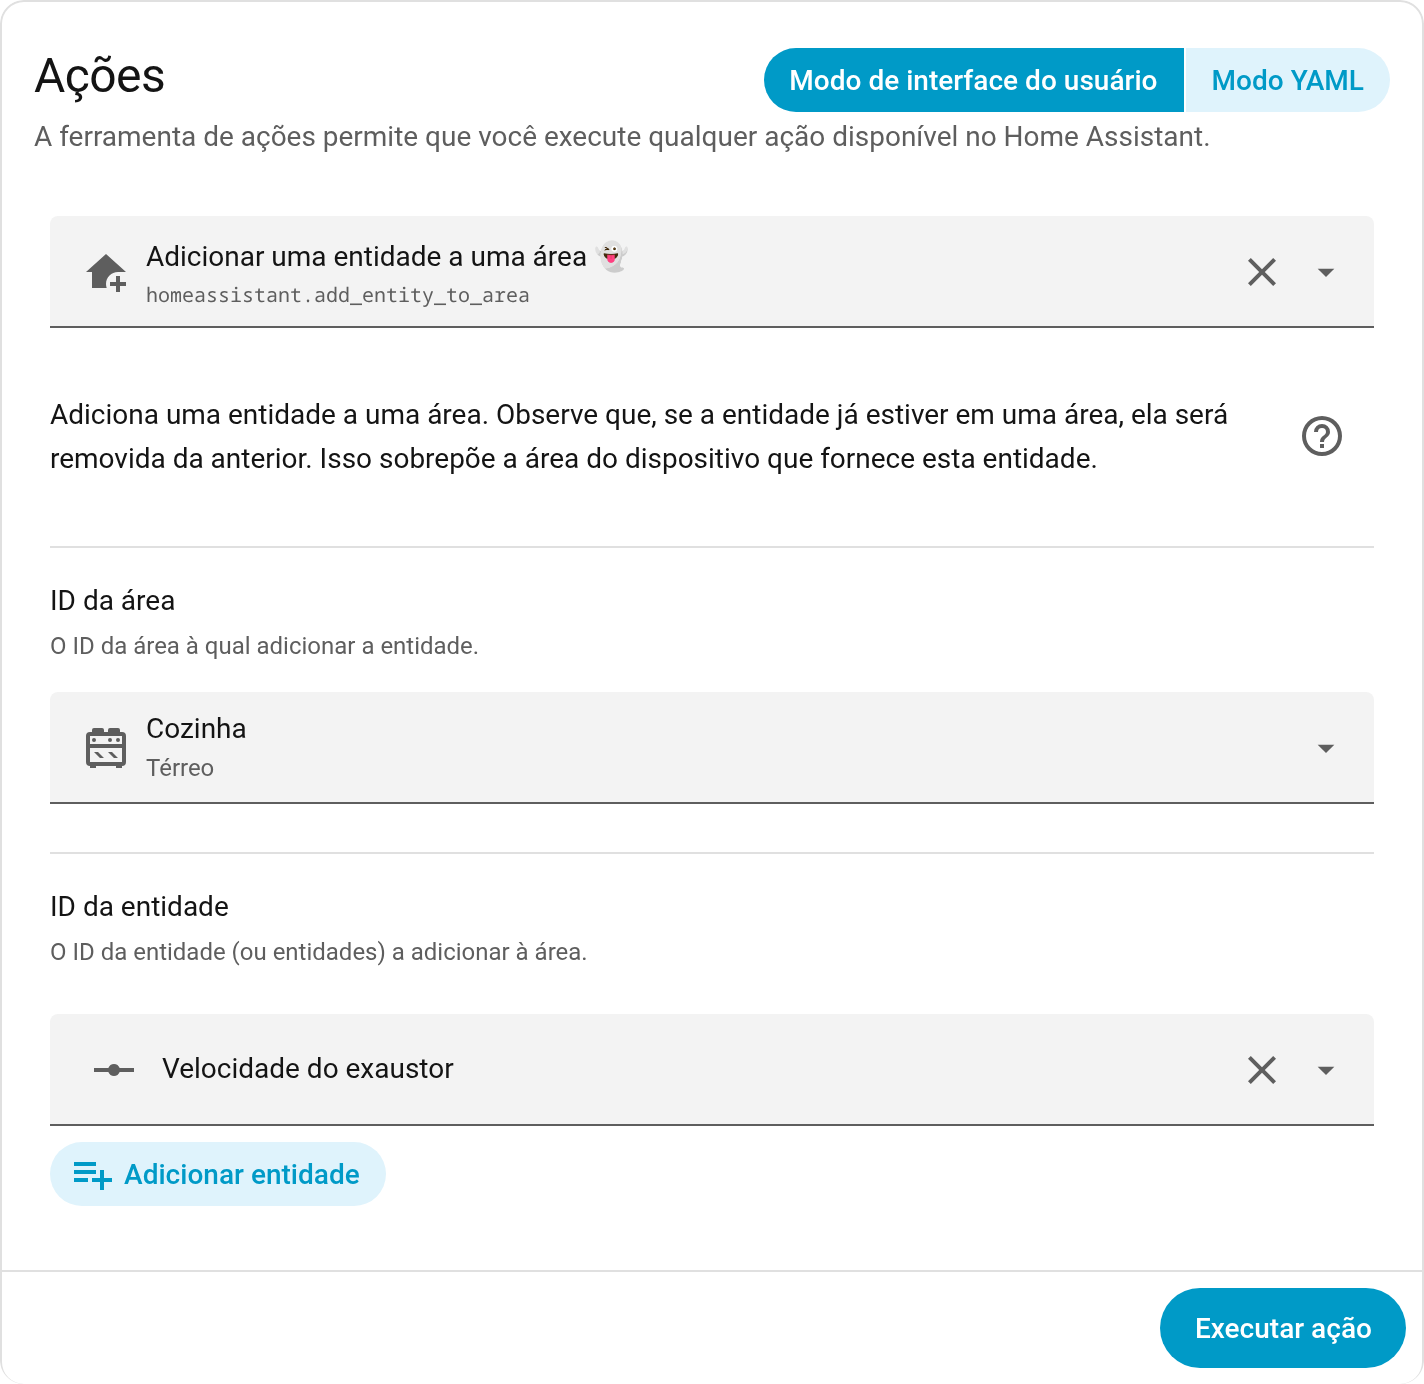 Ações
Modo de interface do usuário
Modo YAML
A ferramenta de ações permite que você execute qualquer ação disponível no Home Assistant.
Adicionar uma entidade a uma área 👻
homeassistant.add_entity_to_area
Adiciona uma entidade a uma área. Observe que, se a entidade já estiver em uma área, ela será
removida da anterior. Isso sobrepõe a área do dispositivo que fornece esta entidade.
ID da área
O ID da área à qual adicionar a entidade.
Cozinha
Térreo
ID da entidade
O ID da entidade (ou entidades) a adicionar à área.
Velocidade do exaustor
Adicionar entidade
Executar ação